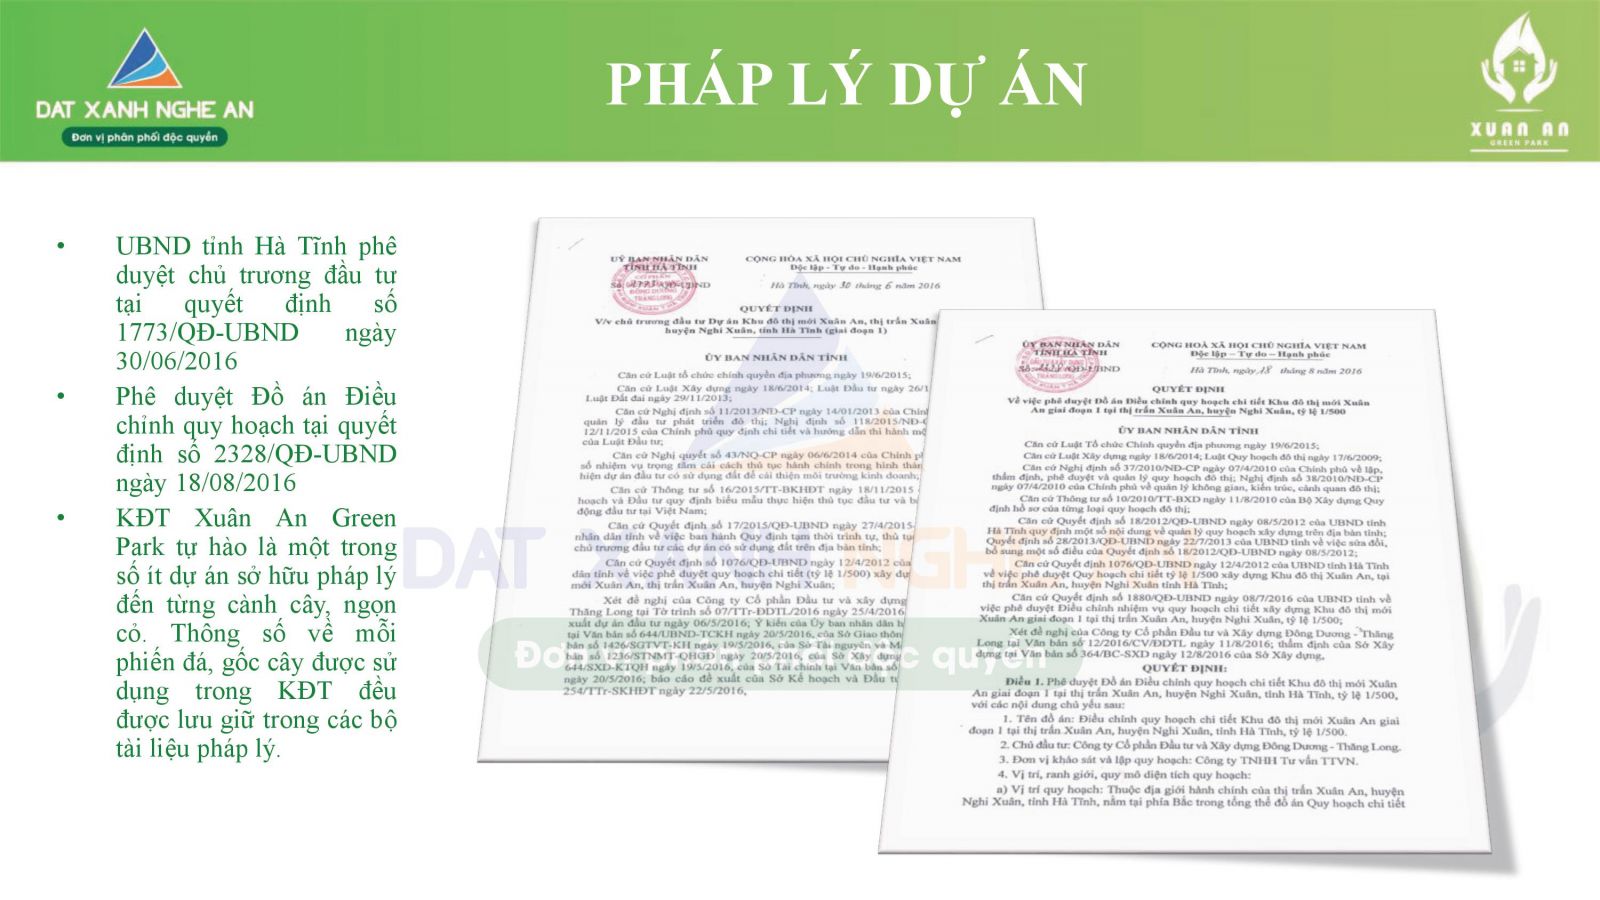 DAT XANH NGHE AN
Đơn vị phân phối độc quyền
PHÁP LÝ DỰ ÁN
XUAN AN
GREEN PARK
• UBND tỉnh Hà Tĩnh phê
duyệt chủ trương đầu tư
tại quyết định số
1773/QĐ-UBND ngày
30/06/2016
• Phê duyệt Đồ án Điều
chỉnh quy hoạch tại quyết
định số 2328/QĐ-UBND
ngày 18/08/2016
• KĐT Xuân An Green
Park tự hào là một trong
số ít dự án sở hữu pháp lý
đến từng cành cây, ngọn
cỏ. Thông số về mỗi
phiến đá, gốc cây được sử
dụng trong KĐT đều
được lưu giữ trong các bộ
tài liệu pháp lý.
UỶ BAN NHÂN DÂN
TỈNH HÀ TĨNH
Số: 1773/QĐ-UBND
CỘNG HÒA XÃ HỘI CHỦ NGHĨA VIỆT NAM
Độc lập - Tự do - Hạnh phúc
Hà Tĩnh, ngày 30 tháng 6 năm 2016
QUYẾT ĐỊNH
V/v chủ trương đầu tư Dự án Khu đô thị mới Xuân An, thị trấn Xuân
huyện Nghi Xuân, tỉnh Hà Tĩnh (giai đoạn 1)
ỦY BAN NHÂN DÂN TỈNH
Căn cứ Luật tổ chức chính quyền địa phương ngày 19/6/2015;
Căn cứ Luật Xây dựng ngày 18/6/2014; Luật Đầu tư ngày 26/1
Luật Đất đai ngày 29/11/2013;
Căn cứ Nghị định số 11/2013/NĐ-CP ngày 14/01/2013 của Chính
quản lý đầu tư phát triển đô thị; Nghị định số 118/2015/NĐ-C
12/11/2015 của Chính phủ quy định chi tiết và hướng dẫn thi hành mộ
của Luật Đầu tư;
Căn cứ Nghị quyết số 43/NQ-CP ngày 06/6/2014 của Chính ph
số nhiệm vụ trọng tâm cải cách thủ tục hành chính trong hình thàn
hiện dự án đầu tư có sử dụng đất để cải thiện môi trường kinh doanh;
Căn cứ Thông tư số 16/2015/TT-BKHĐT ngày 18/11/2015
hoạch và Đầu tư quy định biểu mẫu thực hiện thủ tục đầu tư và bá
động đầu tư tại Việt Nam;
Căn cứ Quyết định số 17/2015/QĐ-UBND ngày 27/4/2015
nhân dân tỉnh về việc ban hành Quy định tạm thời trình tự, thủ tục
chủ trương đầu tư các dự án có sử dụng đất trên địa bàn tỉnh;
Căn cứ Quyết định số 1076/QĐ-UBND ngày 12/4/2012 của
dân tỉnh về việc phê duyệt quy hoạch chi tiết (tỷ lệ 1/500) xây dự
mới Xuân An, thị trấn Xuân An, huyện Nghi Xuân;
Xét đề nghị của Công ty Cổ phần Đầu tư và xây dựng
Thăng Long tại Tờ trình số 07/TTr-ĐDTL/2016 ngày 25/4/2016
xuất dự án đầu tư ngày 06/5/2016; Ý kiến của Ủy ban nhân dân h
tại Văn bản số 644/UBND-TCKH ngày 20/5/2016, của Sở Giao thông
bản số 1426/SGTVT-KH ngày 19/5/2016, của Sở Tài nguyên và M
bản số 1236/STNMT-QHGĐ ngày 20/5/2016, của Sở Xây dựng
644/SXD-KTQH ngày 19/5/2016, của Sở Tài chính tại Văn bản số
ngày 20/5/2016; báo cáo đề xuất của Sở Kế hoạch và Đầu tư
254/TTr-SKHĐT ngày 22/5/2016,
ỦY BAN NHÂN DÂN
TỈNH HÀ TĨNH
Số: 2328/QĐ-UBND
CỘNG HOÀ XÃ HỘI CHỦ NGHĨA VIỆT NAM
Độc lập – Tự do – Hạnh phúc
Hà Tĩnh, ngày 18 tháng 8 năm 2016
QUYẾT ĐỊNH
Về việc phê duyệt Đồ án Điều chỉnh quy hoạch chi tiết Khu đô thị mới Xuân
An giai đoạn 1 tại thị trấn Xuân An, huyện Nghi Xuân, tỷ lệ 1/500
ỦY BAN NHÂN DÂN TỈNH
Căn cứ Luật Tổ chức Chính quyền địa phương ngày 19/6/2015;
Căn cứ Luật Xây dựng ngày 18/6/2014; Luật Quy hoạch đô thị ngày 17/6/2009;
Căn cứ Nghị định số 37/2010/NĐ-CP ngày 07/4/2010 của Chính phủ về lập,
thẩm định, phê duyệt và quản lý quy hoạch đô thị; Nghị định số 38/2010/NĐ-CP
ngày 07/4/2010 của Chính phủ về quản lý không gian, kiến trúc, cảnh quan đô thị;
Căn cứ Thông tư số 10/2010/TT-BXD ngày 11/8/2010 của Bộ Xây dựng Quy
định hồ sơ của từng loại quy hoạch đô thị;
Căn cứ Quyết định số 18/2012/QĐ-UBND ngày 08/5/2012 của UBND tỉnh
Hà Tĩnh quy định một số nội dung về quản lý quy hoạch xây dựng trên địa bàn tỉnh;
Quyết định số 28/2013/QĐ-UBND ngày 22/7/2013 của UBND tỉnh về việc sửa đổi,
bổ sung một số điều của Quyết định số 18/2012/QĐ-UBND ngày 08/5/2012;
Căn cứ Quyết định 1076/QĐ-UBND ngày 12/4/2012 của UBND tỉnh Hà Tĩnh
về việc phê duyệt Quy hoạch chi tiết tỷ lệ 1/500 xây dựng Khu đô thị Xuân An, tại
thị trấn Xuân An, huyện Nghi Xuân tỉnh Hà Tĩnh;
Căn cứ Quyết định số 1880/QĐ-UBND ngày 08/7/2016 của UBND tỉnh về
việc phê duyệt Điều chỉnh nhiệm vụ quy hoạch chi tiết xây dựng Khu đô thị mới
Xuân An giai đoạn 1 tại thị trấn Xuân An, huyện Nghi Xuân, tỷ lệ 1/500;
Xét đề nghị của Công ty Cổ phần Đầu tư và Xây dựng Đông Dương - Thăng
Long tại Văn bản số 12/2016/CV/ĐDTL ngày 11/8/2016; thẩm định của Sở Xây
dựng tại Văn bản số 364/BC-SXD ngày 12/8/2016 của Sở Xây dựng,
QUYẾT ĐỊNH:
Điều 1. Phê duyệt Đồ án Điều chỉnh quy hoạch chi tiết Khu đô thị mới Xuân
An giai đoạn 1 tại thị trấn Xuân An, huyện Nghi Xuân, tỉnh Hà Tĩnh, tỷ lệ 1/500,
với các nội dung chủ yếu sau:
1. Tên đồ án: Điều chỉnh quy hoạch chi tiết Khu đô thị mới Xuân An giai
đoạn 1 tại thị trấn Xuân An, huyện Nghi Xuân, tỉnh Hà Tĩnh, tỷ lệ 1/500.
2. Chủ đầu tư: Công ty Cổ phần Đầu tư và Xây dựng Đông Dương - Thăng Long.
3. Đơn vị khảo sát và lập quy hoạch: Công ty TNHH Tư vấn TTVN.
4. Vị trí, ranh giới, quy mô diện tích quy hoạch:
a) Vị trí quy hoạch: Thuộc địa giới hành chính của thị trấn Xuân An, huyện
Nghi Xuân, tỉnh Hà Tĩnh, nằm tại phía Bắc trong tổng thể đồ án Quy hoạch chi tiết